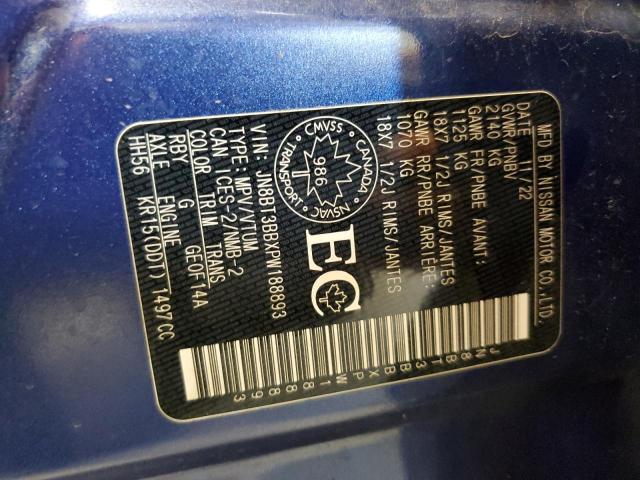 MFD BY NISSAN MOTOR CO.,LTD.
DATE 11/22
GVWR/PNBV
2140 KG
GAWR FR/PNBE AVANT:
1125 KG
18X7 1/2J RIMS/JANTES
GAWR RR/PNBE ARRIÈRE:
1070 KG
18X7 1/2J RIMS/JANTES
CMVSS
CANADA
NSVAC
TRANSPORT
986
T
EC
VIN: JN8BT3BBXPW188893
TYPE:MPV/VTUM
CAN ICES-2/NMB-2
COLOR TRIM TRANS
RBY G GE0F14A
AXLE ENGINE
HH56 KR15(DDT) 1497CC
JN8BT3BBXPW188893